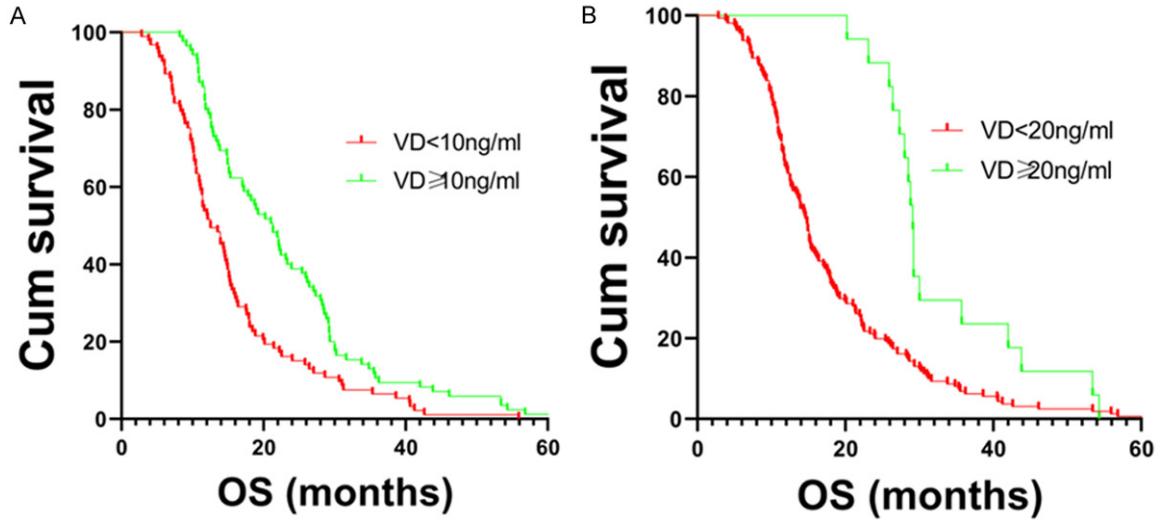 A
Cum survival
100
80
60
40
20
0
VD<10ng/ml
VD⩾10ng/ml
0 20 40 60
OS (months)
B
Cum survival
100
80
60
40
20
0
VD<20ng/ml
VD⩾20ng/ml
0 20 40 60
OS (months)